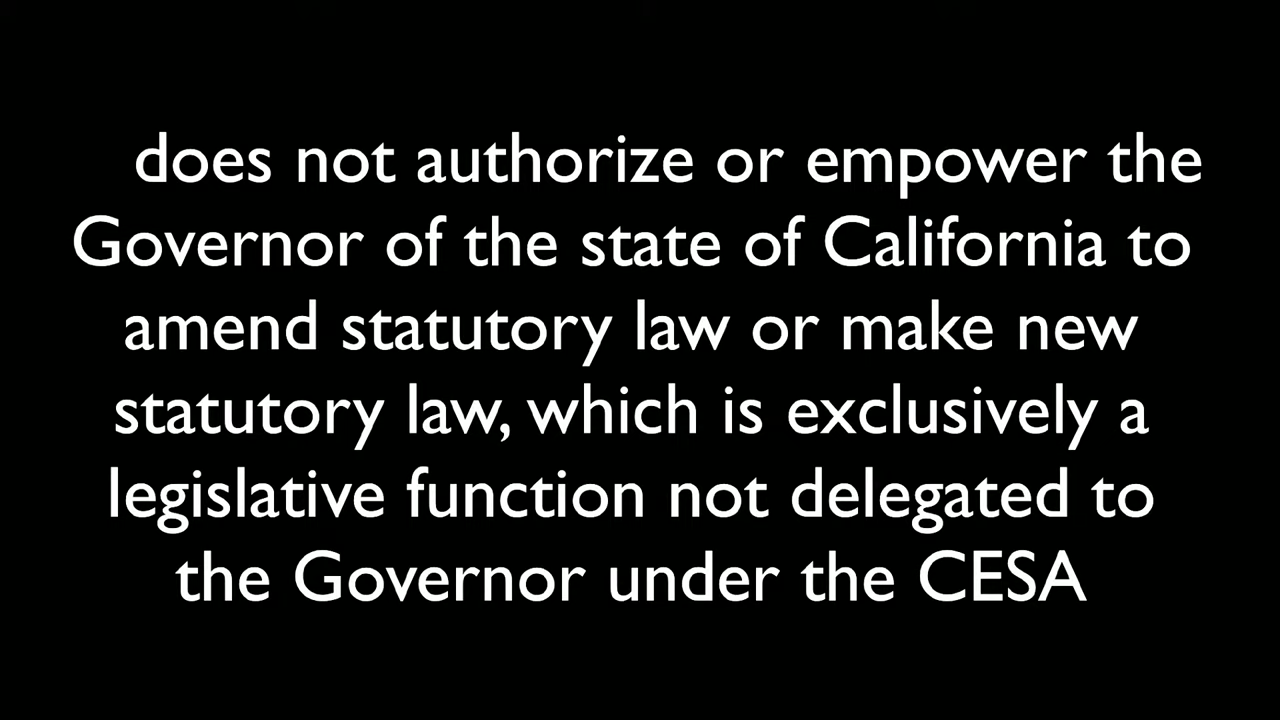 does not authorize or empower the
Governor of the state of California to
amend statutory law or make new
statutory law, which is exclusively a
legislative function not delegated to
the Governor under the CESA